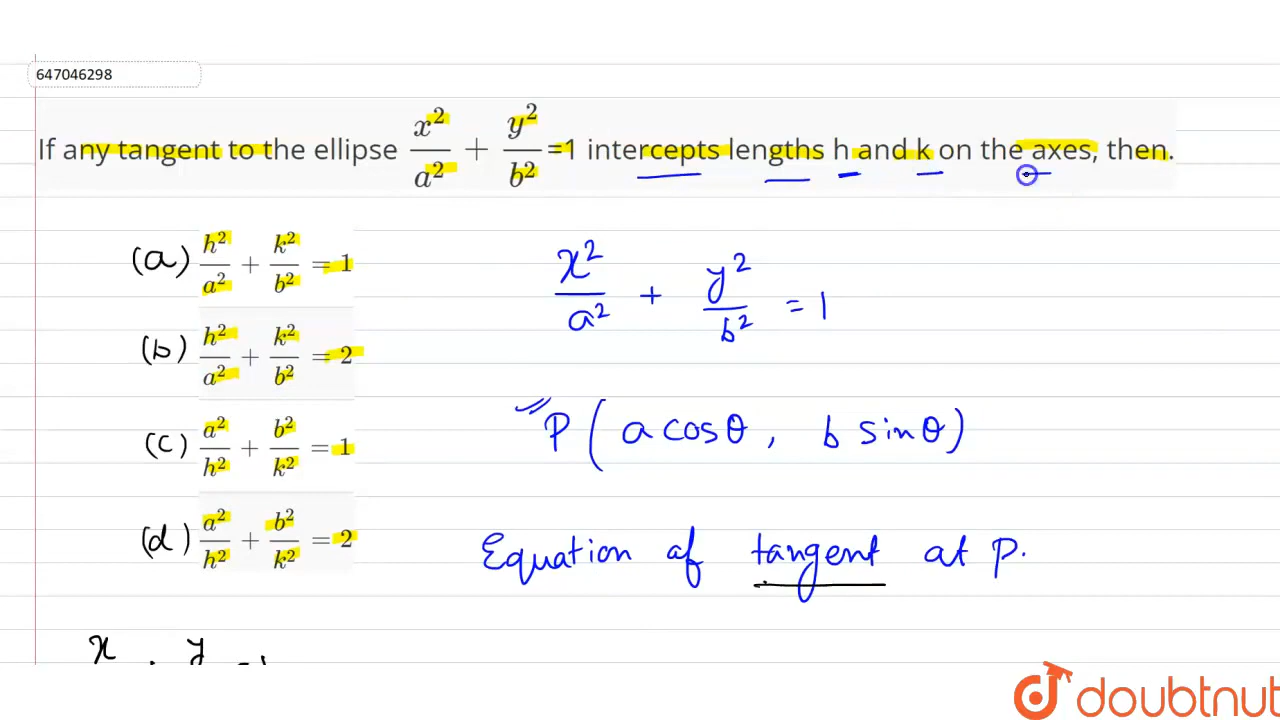 647046298
If any tangent to the ellipse x²/a² + y²/b² =1 intercepts lengths h and k on the axes, then.
(a) h²/a² + k²/b² = 1
(b) h²/a² + k²/b² = 2
(c) a²/h² + b²/k² = 1
(d) a²/h² + b²/k² = 2
x²/a² + y²/b² = 1
P ( a cosθ , b sinθ )
Equation of tangent at P.
x y
doubtnut